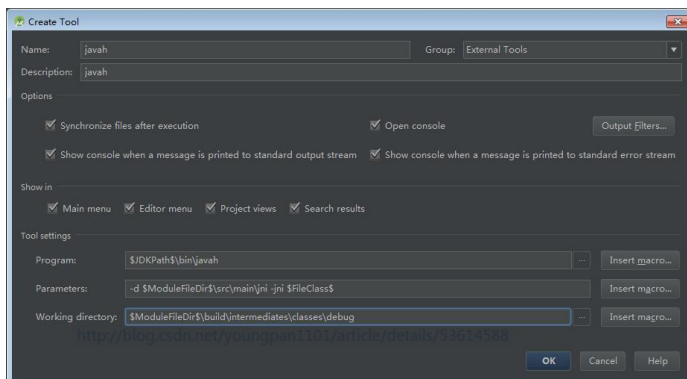 Create Tool
Name: javah Group: External Tools
Description: javah
Options
Synchronize files after execution Open console Output Filters...
Show console when a message is printed to standard output stream Show console when a message is printed to standard error stream
Show in
Main menu Editor menu Project views Search results
Tool settings
Program: $JDKPath$\bin\javah ... Insert macro...
Parameters: -d $ModuleFileDir$\src\main\jni -jni $FileClass$ Insert macro...
Working directory: $ModuleFileDir$\build\intermediates\classes\debug ... Insert macro...
http://blog.csdn.net/youngpan1101/article/details/53614588
OK Cancel Help